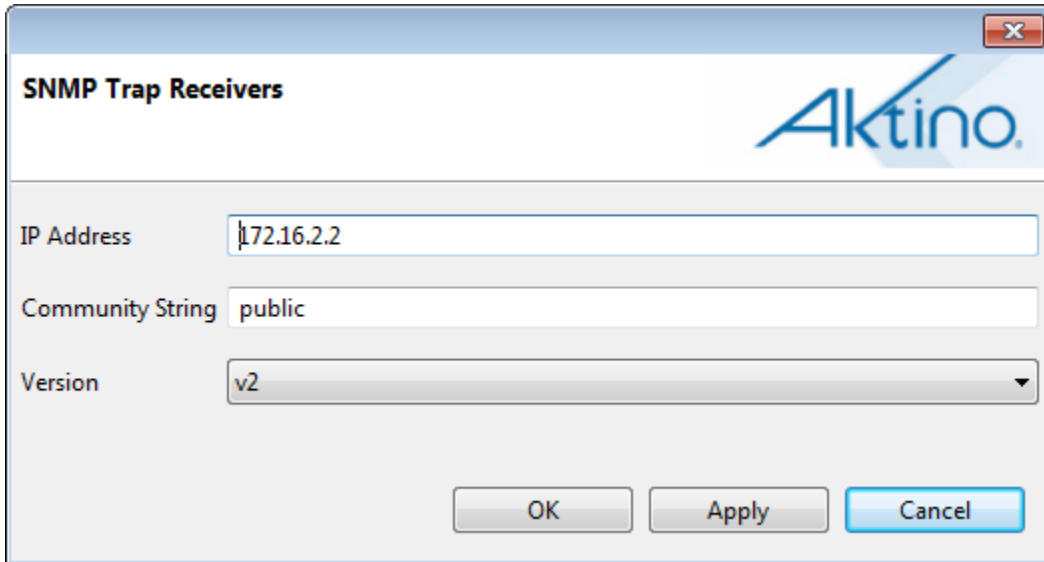 SNMP Trap Receivers
Aktino®
IP Address 172.16.2.2
Community String public
Version v2
OK Apply Cancel